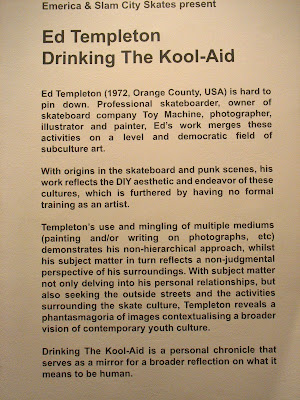 Emerica & Slam City Skates present
Ed Templeton
Drinking The Kool-Aid
Ed Templeton (1972, Orange County, USA) is hard to
pin down. Professional skateboarder, owner of
skateboard company Toy Machine, photographer,
illustrator and painter, Ed's work merges these
activities on a level and democratic field of
subculture art.
With origins in the skateboard and punk scenes, his
work reflects the DIY aesthetic and endeavor of these
cultures, which is furthered by having no formal
training as an artist.
Templeton's use and mingling of multiple mediums
(painting and/or writing on photographs, etc)
demonstrates his non-hierarchical approach, whilst
his subject matter in turn reflects a non-judgmental
perspective of his surroundings. With subject matter
not only delving into his personal relationships, but
also seeking the outside streets and the activities
surrounding the skate culture, Templeton reveals a
phantasmagoria of images contextualising a broader
vision of contemporary youth culture.
Drinking The Kool-Aid is a personal chronicle that
serves as a mirror for a broader reflection on what it
means to be human.